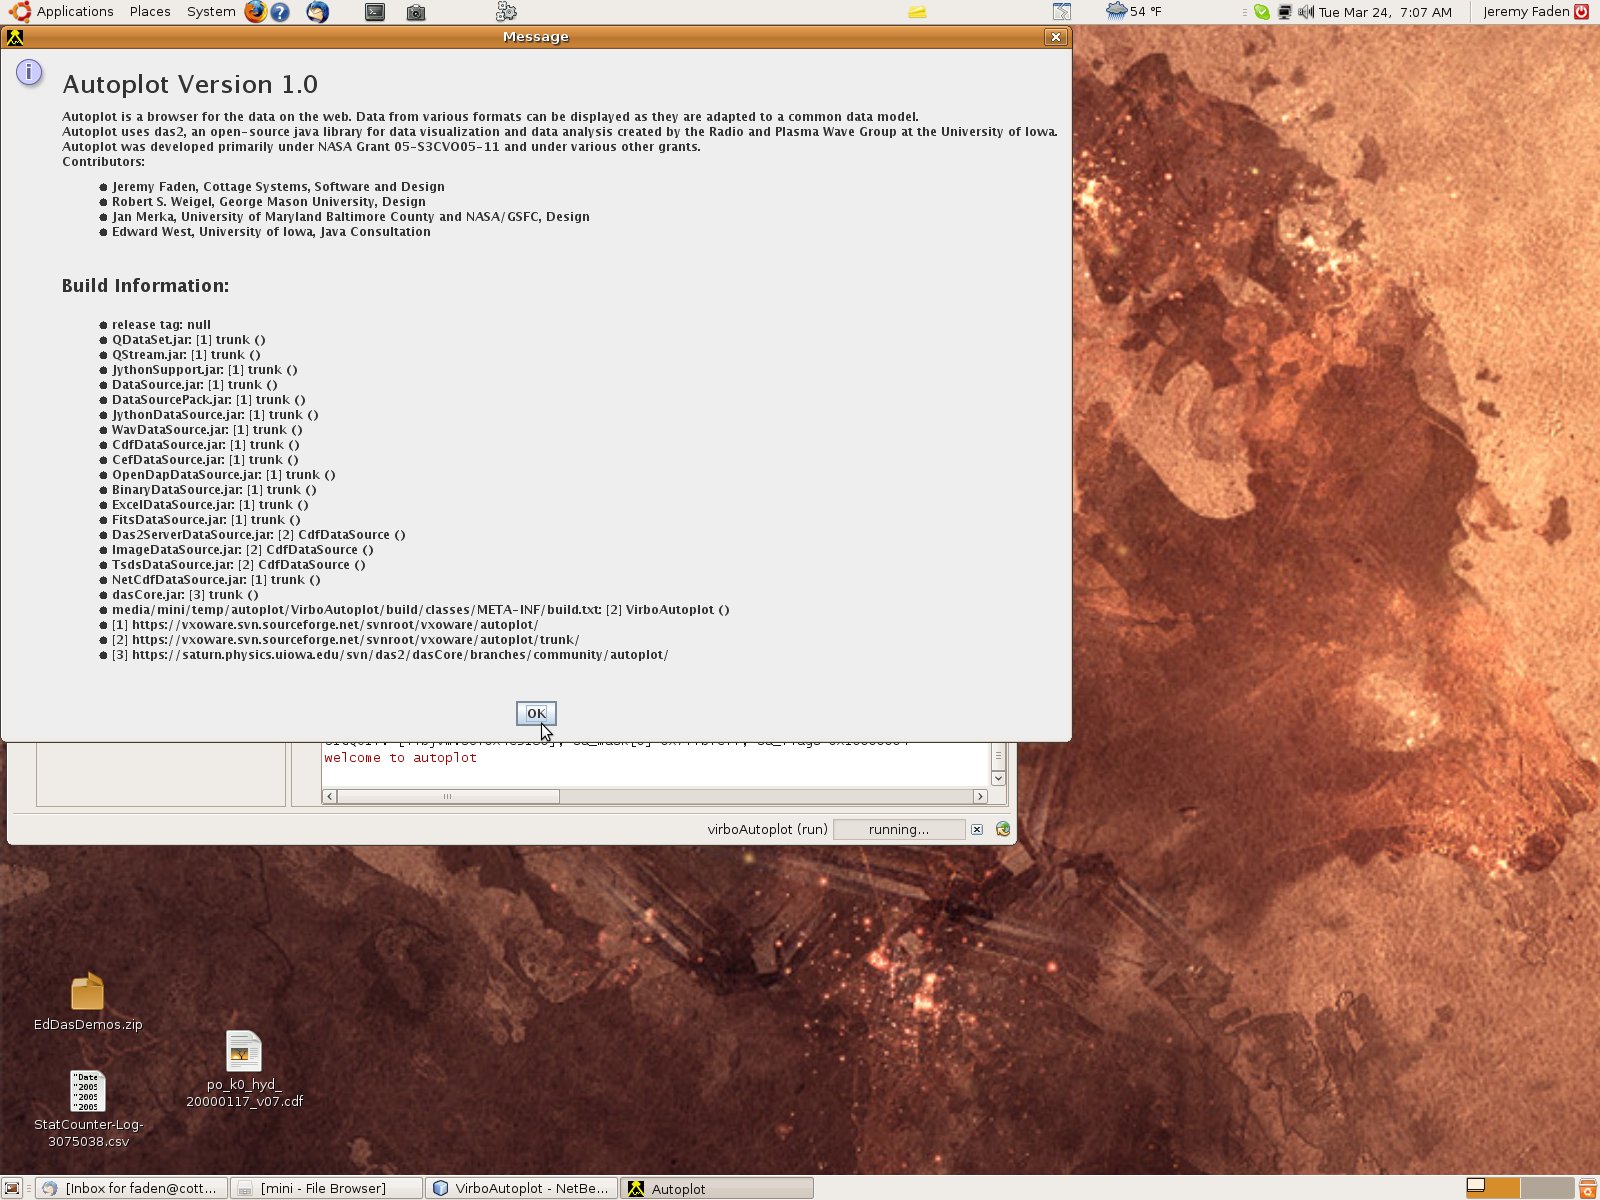 Applications Places System 54 °F Tue Mar 24, 7:07 AM Jeremy Faden
Message
Autoplot Version 1.0
Autoplot is a browser for the data on the web. Data from various formats can be displayed as they are adapted to a common data model.
Autoplot uses das2, an open-source java library for data visualization and data analysis created by the Radio and Plasma Wave Group at the University of Iowa.
Autoplot was developed primarily under NASA Grant 05-S3CVO05-11 and under various other grants.
Contributors:
Jeremy Faden, Cottage Systems, Software and Design
Robert S. Weigel, George Mason University, Design
Jan Merka, University of Maryland Baltimore County and NASA/GSFC, Design
Edward West, University of Iowa, Java Consultation
Build Information:
release tag: null
QDataSet.jar: [1] trunk ()
QStream.jar: [1] trunk ()
JythonSupport.jar: [1] trunk ()
DataSource.jar: [1] trunk ()
DataSourcePack.jar: [1] trunk ()
JythonDataSource.jar: [1] trunk ()
WavDataSource.jar: [1] trunk ()
CdfDataSource.jar: [1] trunk ()
CefDataSource.jar: [1] trunk ()
OpenDapDataSource.jar: [1] trunk ()
BinaryDataSource.jar: [1] trunk ()
ExcelDataSource.jar: [1] trunk ()
FitsDataSource.jar: [1] trunk ()
Das2ServerDataSource.jar: [2] CdfDataSource ()
ImageDataSource.jar: [2] CdfDataSource ()
TsdsDataSource.jar: [2] CdfDataSource ()
NetCdfDataSource.jar: [1] trunk ()
dasCore.jar: [3] trunk ()
media/mini/temp/autoplot/VirboAutoplot/build/classes/META-INF/build.txt: [2] VirboAutoplot ()
[1] https://vxoware.svn.sourceforge.net/svnroot/vxoware/autoplot/
[2] https://vxoware.svn.sourceforge.net/svnroot/vxoware/autoplot/trunk/
[3] https://saturn.physics.uiowa.edu/svn/das2/dasCore/branches/community/autoplot/
OK
welcome to autoplot
virboAutoplot (run) running...
EdDasDemos.zip
po_k0_hyd_
20000117_v07.cdf
"Date
"2009
"2009
"2009
StatCounter-Log-
3075038.csv
[Inbox for faden@cott... [mini - File Browser] VirboAutoplot - NetBe... Autoplot